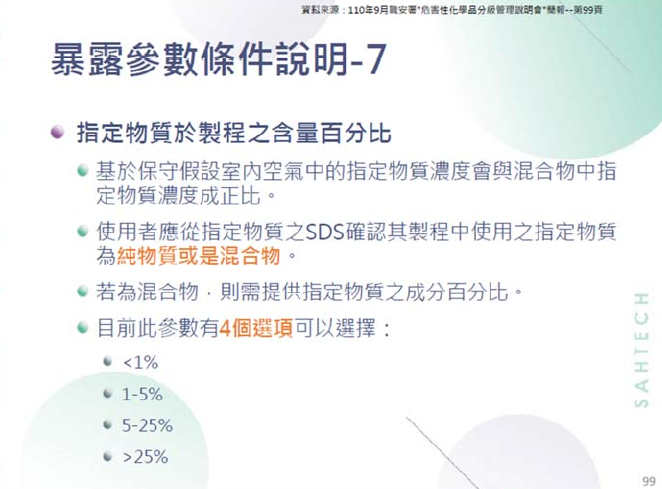 資料來源：110年9月職安署"危害性化學品分級管理說明會"簡報--第99頁
暴露參數條件說明-7
指定物質於製程之含量百分比
基於保守假設室內空氣中的指定物質濃度會與混合物中指
定物質濃度成正比。
使用者應從指定物質之SDS確認其製程中使用之指定物質
為純物質或是混合物。
若為混合物，則需提供指定物質之成分百分比。
目前此參數有4個選項可以選擇：
<1%
1-5%
5-25%
>25%
SAHTECH
99